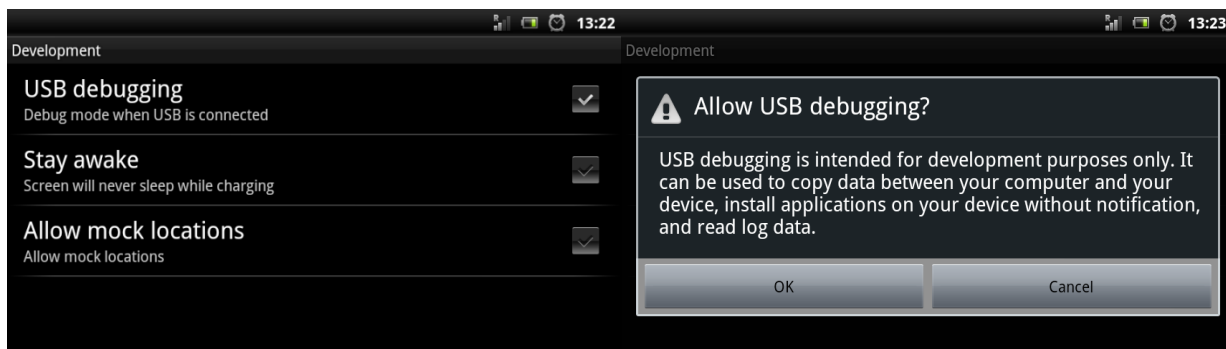 13:22
Development
USB debugging
Debug mode when USB is connected
Stay awake
Screen will never sleep while charging
Allow mock locations
Allow mock locations
R 13:23
Development
Allow USB debugging?
USB debugging is intended for development purposes only. It
can be used to copy data between your computer and your
device, install applications on your device without notification,
and read log data.
OK
Cancel